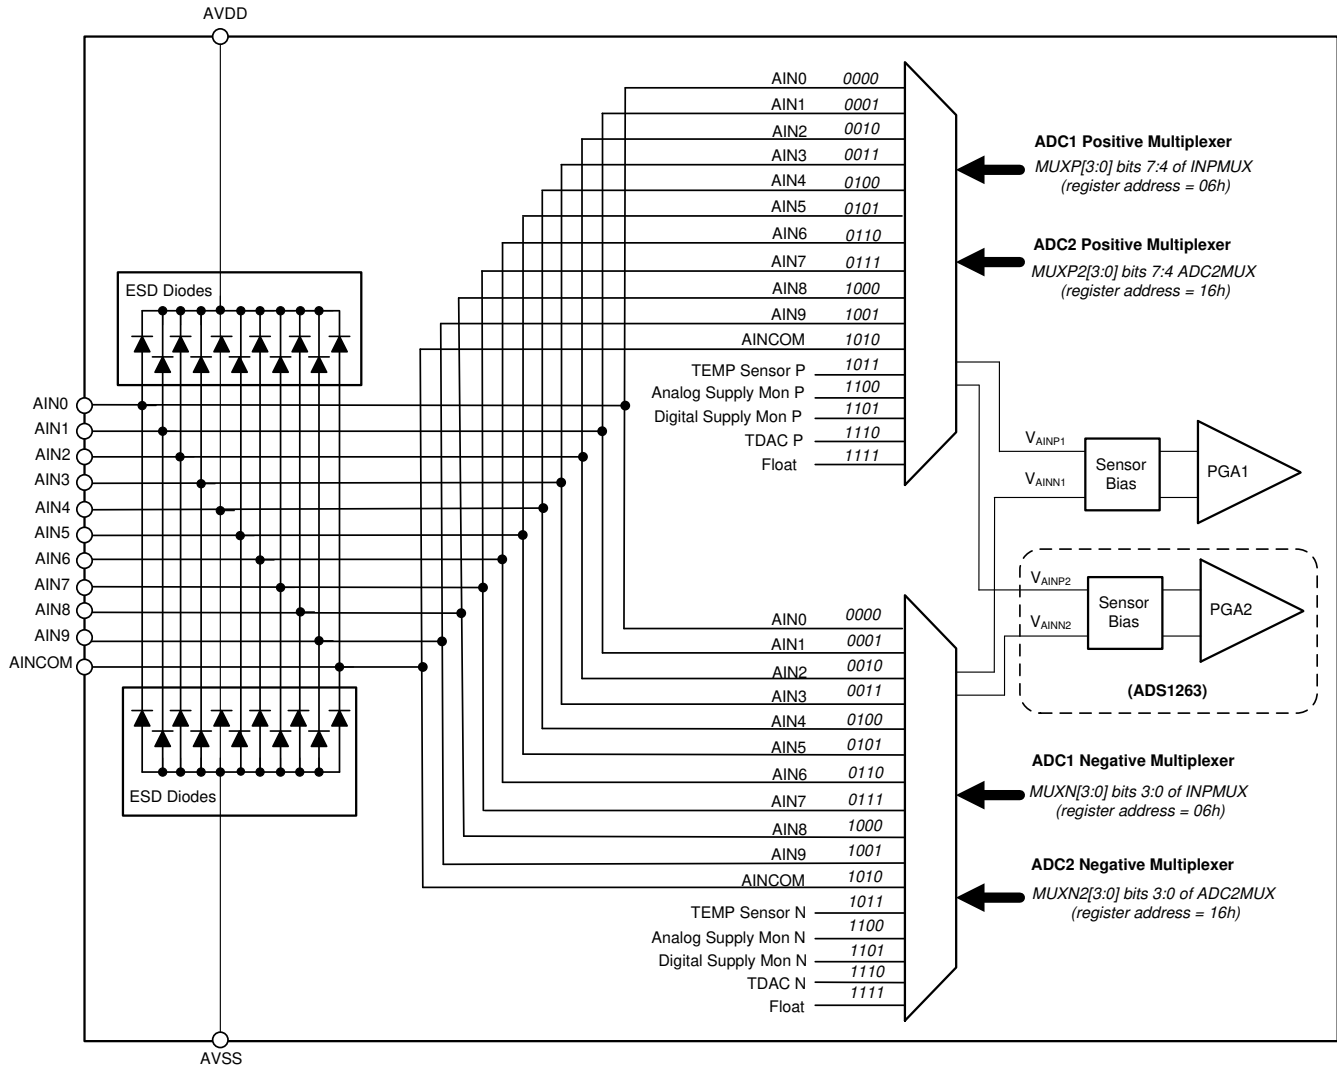 AVDD
AIN0 0000
AIN1 0001
AIN2 0010
AIN3 0011
AIN4 0100
AIN5 0101
AIN6 0110
AIN7 0111
AIN8 1000
AIN9 1001
AINCOM 1010
TEMP Sensor P 1011
Analog Supply Mon P 1100
Digital Supply Mon P 1101
TDAC P 1110
Float 1111
ADC1 Positive Multiplexer
MUXP[3:0] bits 7:4 of INPMUX
(register address = 06h)
ADC2 Positive Multiplexer
MUXP2[3:0] bits 7:4 ADC2MUX
(register address = 16h)
ESD Diodes
AIN0
AIN1
AIN2
AIN3
AIN4
AIN5
AIN6
AIN7
AIN8
AIN9
AINCOM
ESD Diodes
VAINP1
VAINN1
Sensor
Bias
PGA1
VAINP2
VAINN2
Sensor
Bias
PGA2
(ADS1263)
AIN0 0000
AIN1 0001
AIN2 0010
AIN3 0011
AIN4 0100
AIN5 0101
AIN6 0110
AIN7 0111
AIN8 1000
AIN9 1001
AINCOM 1010
TEMP Sensor N 1011
Analog Supply Mon N 1100
Digital Supply Mon N 1101
TDAC N 1110
Float 1111
ADC1 Negative Multiplexer
MUXN[3:0] bits 3:0 of INPMUX
(register address = 06h)
ADC2 Negative Multiplexer
MUXN2[3:0] bits 3:0 of ADC2MUX
(register address = 16h)
AVSS